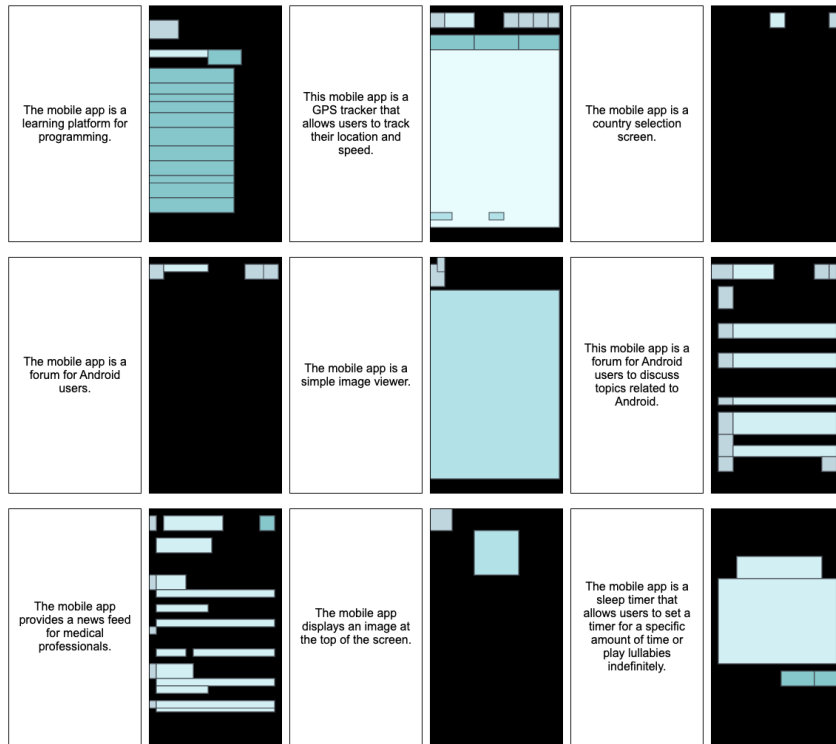 The mobile app is a
learning platform for
programming.
This mobile app is a
GPS tracker that
allows users to track
their location and
speed.
The mobile app is a
country selection
screen.
The mobile app is a
forum for Android
users.
The mobile app is a
simple image viewer.
This mobile app is a
forum for Android
users to discuss
topics related to
Android.
The mobile app
provides a news feed
for medical
professionals.
The mobile app
displays an image at
the top of the screen.
The mobile app is a
sleep timer that
allows users to set a
timer for a specific
amount of time or
play lullabies
indefinitely.